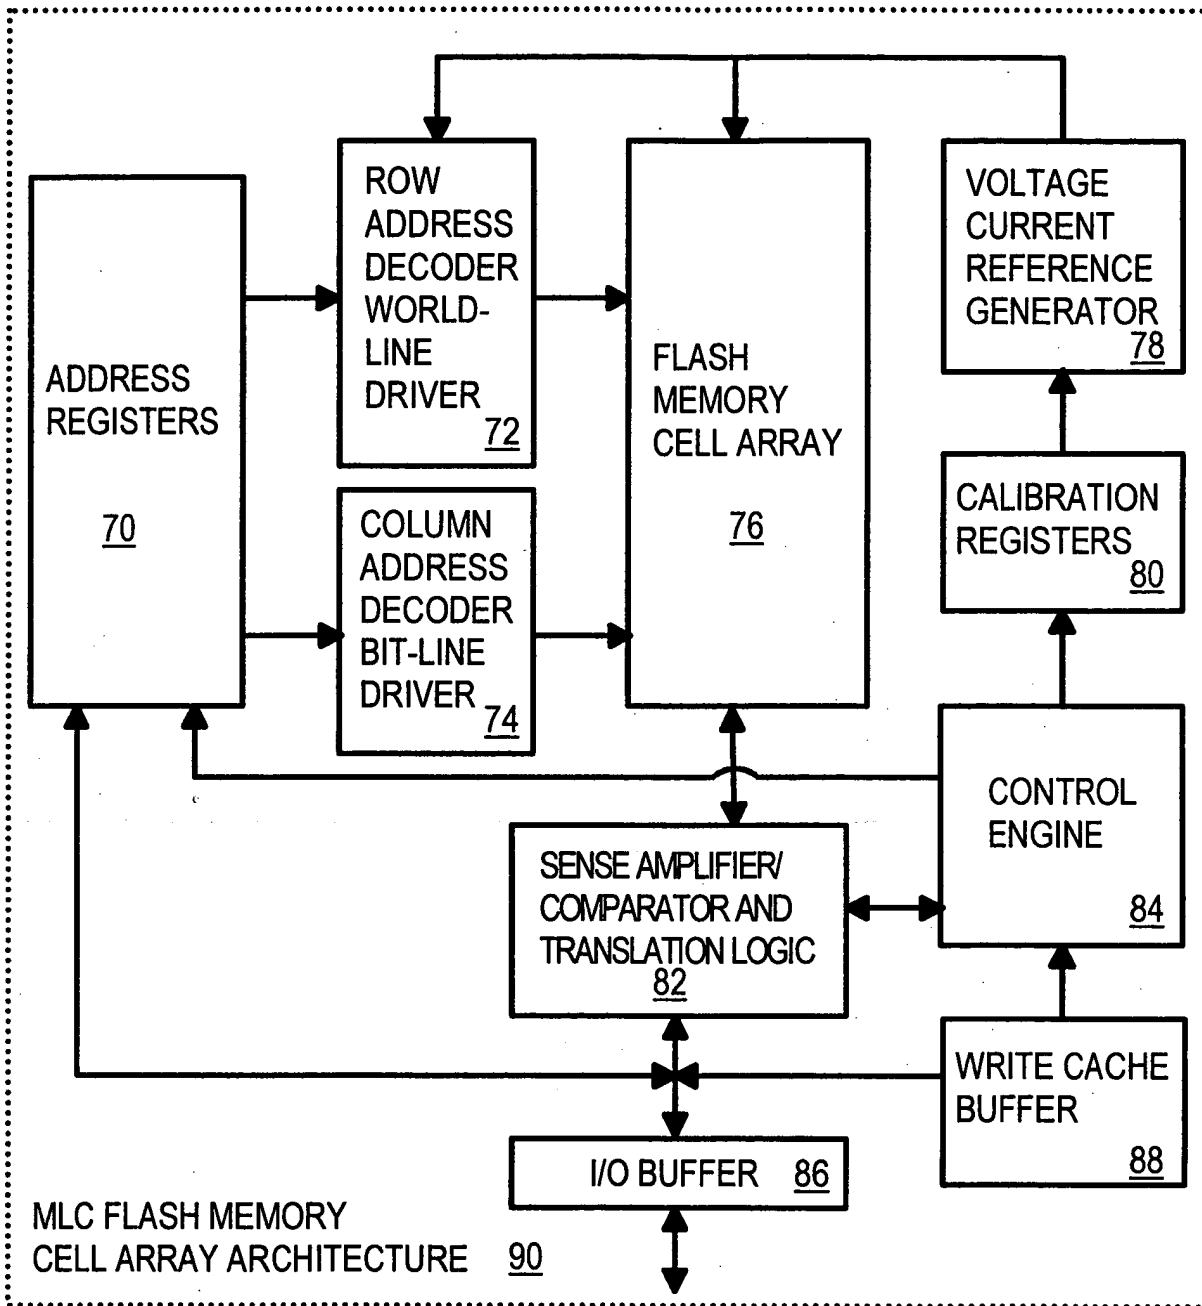 ADDRESS
REGISTERS
70
ROW
ADDRESS
DECODER
WORLD-
LINE
DRIVER
72
COLUMN
ADDRESS
DECODER
BIT-LINE
DRIVER
74
FLASH
MEMORY
CELL ARRAY
76
VOLTAGE
CURRENT
REFERENCE
GENERATOR
78
CALIBRATION
REGISTERS
80
CONTROL
ENGINE
84
SENSE AMPLIFIER/
COMPARATOR AND
TRANSLATION LOGIC
82
WRITE CACHE
BUFFER
88
I/O BUFFER 86
MLC FLASH MEMORY
CELL ARRAY ARCHITECTURE 90